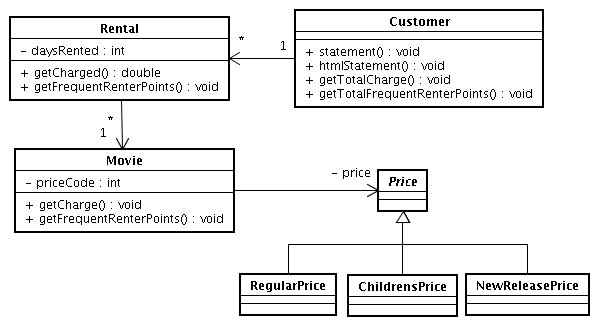 Rental
- daysRented : int
+ getCharged() : double
+ getFrequentRenterPoints() : void
Customer
+ statement() : void
+ htmlStatement() : void
+ getTotalCharge() : void
+ getTotalFrequentRenterPoints() : void
*
1
*
1
Movie
- priceCode : int
+ getCharge() : void
+ getFrequentRenterPoints() : void
- price
Price
RegularPrice
ChildrensPrice
NewReleasePrice